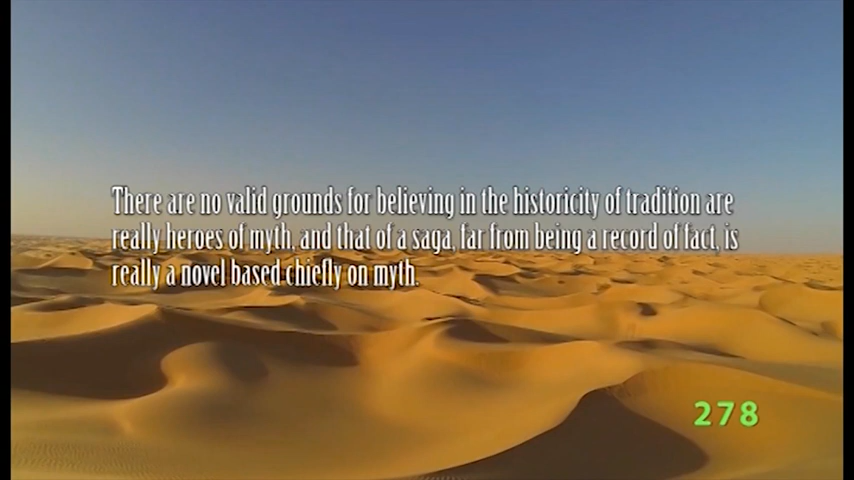 There are no valid grounds for believing in the historicity of tradition are
really heroes of myth, and that of a saga, far from being a record of fact, is
really a novel based chiefly on myth.
278